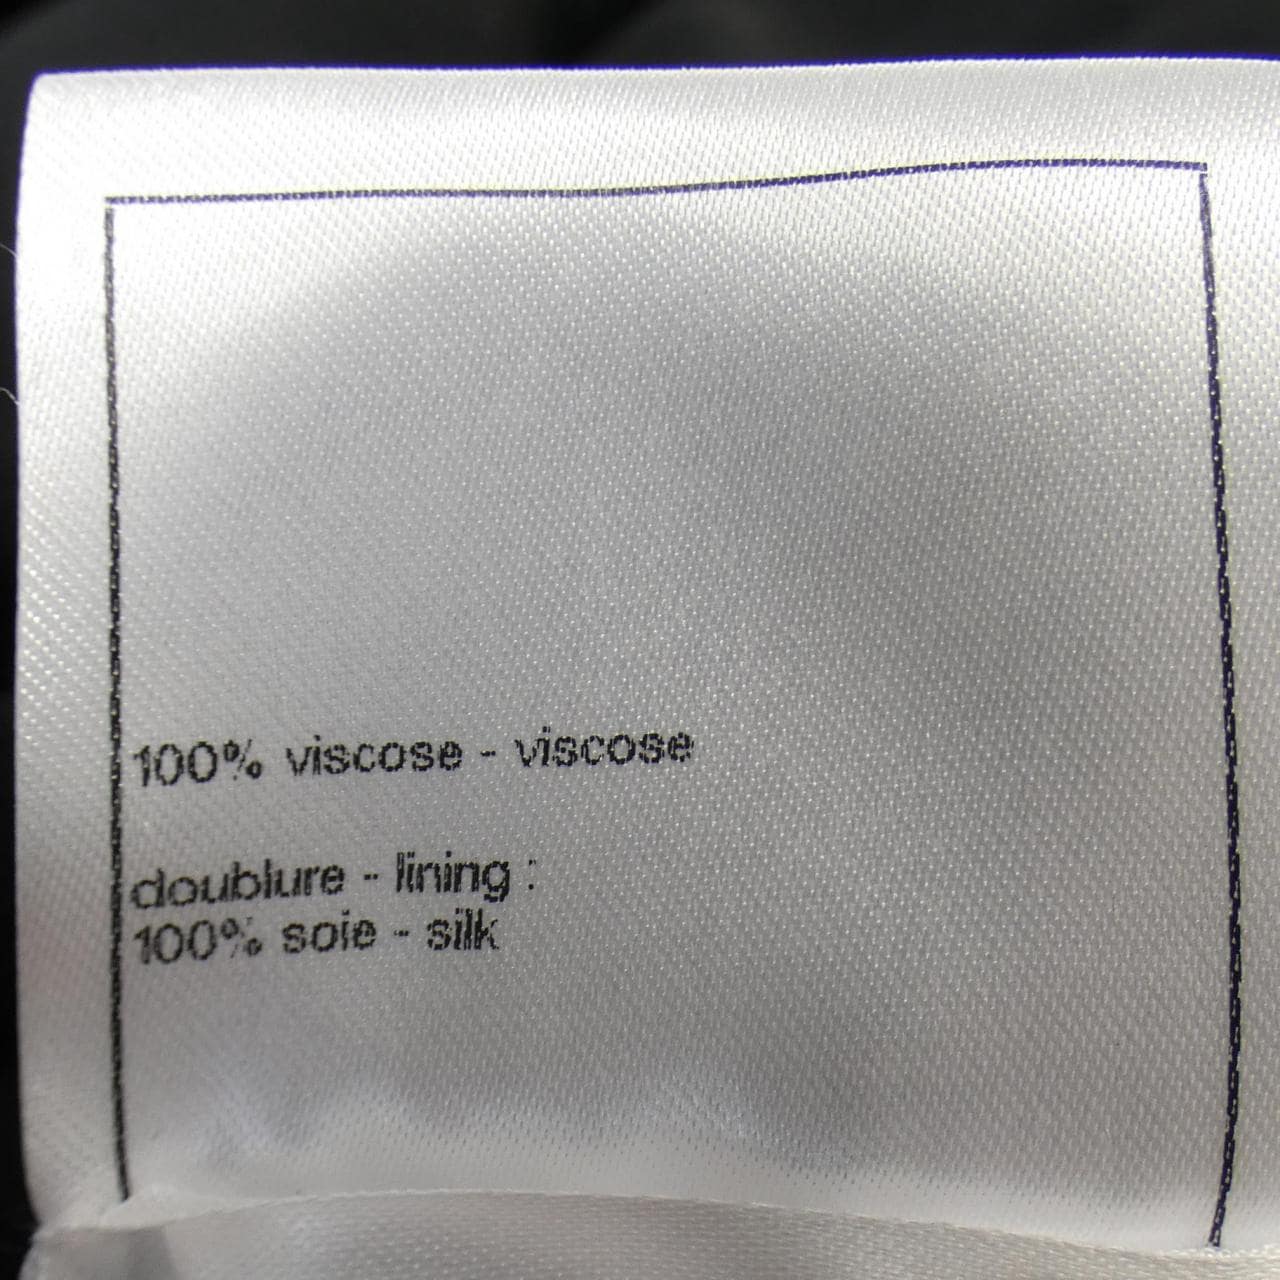 100% viscose - viscose
doublure - lining :
100% soie - silk